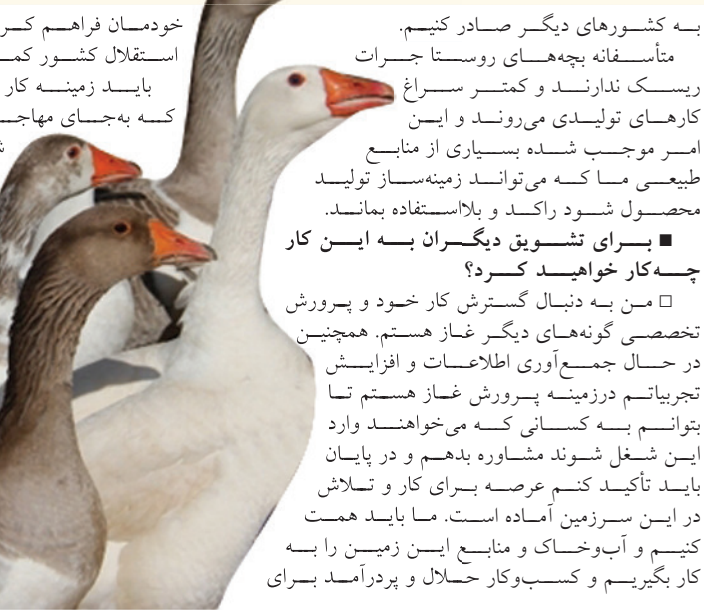 به کشورهای دیگر صادر کنیم.
متأسفانه بچه‌های روستا جرات
ریسک ندارند و کمتر سراغ
کارهای تولیدی می‌روند و این
امر موجب شده بسیاری از منابع
طبیعی ما که می‌تواند زمینه‌ساز تولید
محصول شود راکد و بلااستفاده بماند.
■ برای تشویق دیگران به این کار
چه‌کار خواهید کرد؟
□ من به دنبال گسترش کار خود و پرورش
تخصصی گونه‌های دیگر غاز هستم. همچنین
در حال جمع‌آوری اطلاعات و افزایش
تجربیاتم درزمینه پرورش غاز هستم تا
بتوانم به کسانی که می‌خواهند وارد
این شغل شوند مشاوره بدهم و در پایان
باید تأکید کنم عرصه برای کار و تلاش
در این سرزمین آماده است. ما باید همت
کنیم و آب‌وخاک و منابع این زمین را به
کار بگیریم و کسب‌وکار حلال و پردرآمد برای
خودمان فراهم
استقلال کشور
باید زمینه کار
که به‌جای